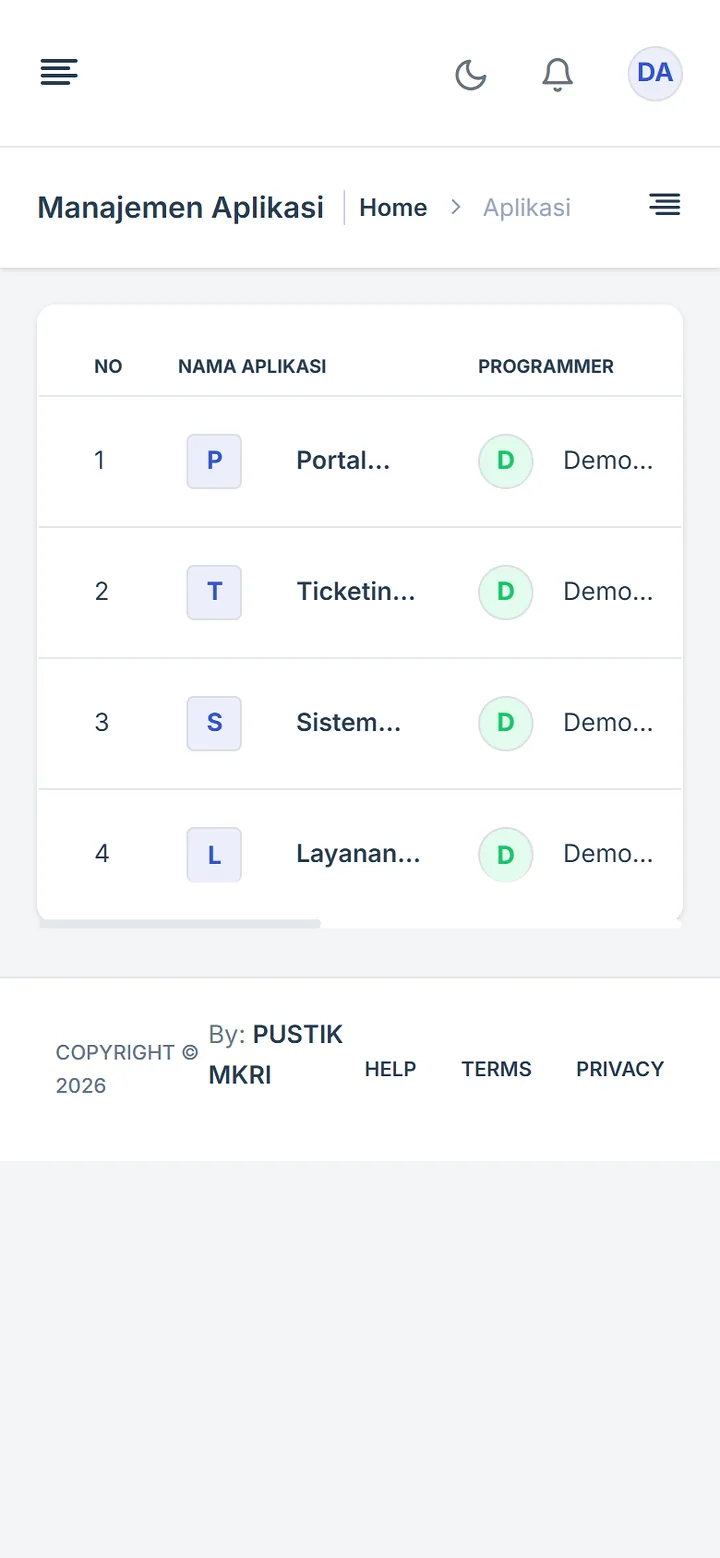 DA
Manajemen Aplikasi Home Aplikasi
NO NAMA APLIKASI PROGRAMMER
1 P Portal... D Demo...
2 T Ticketin... D Demo...
3 S Sistem... D Demo...
4 L Layanan... D Demo...
COPYRIGHT ©
2026
By: PUSTIK
MKRI
HELP TERMS PRIVACY